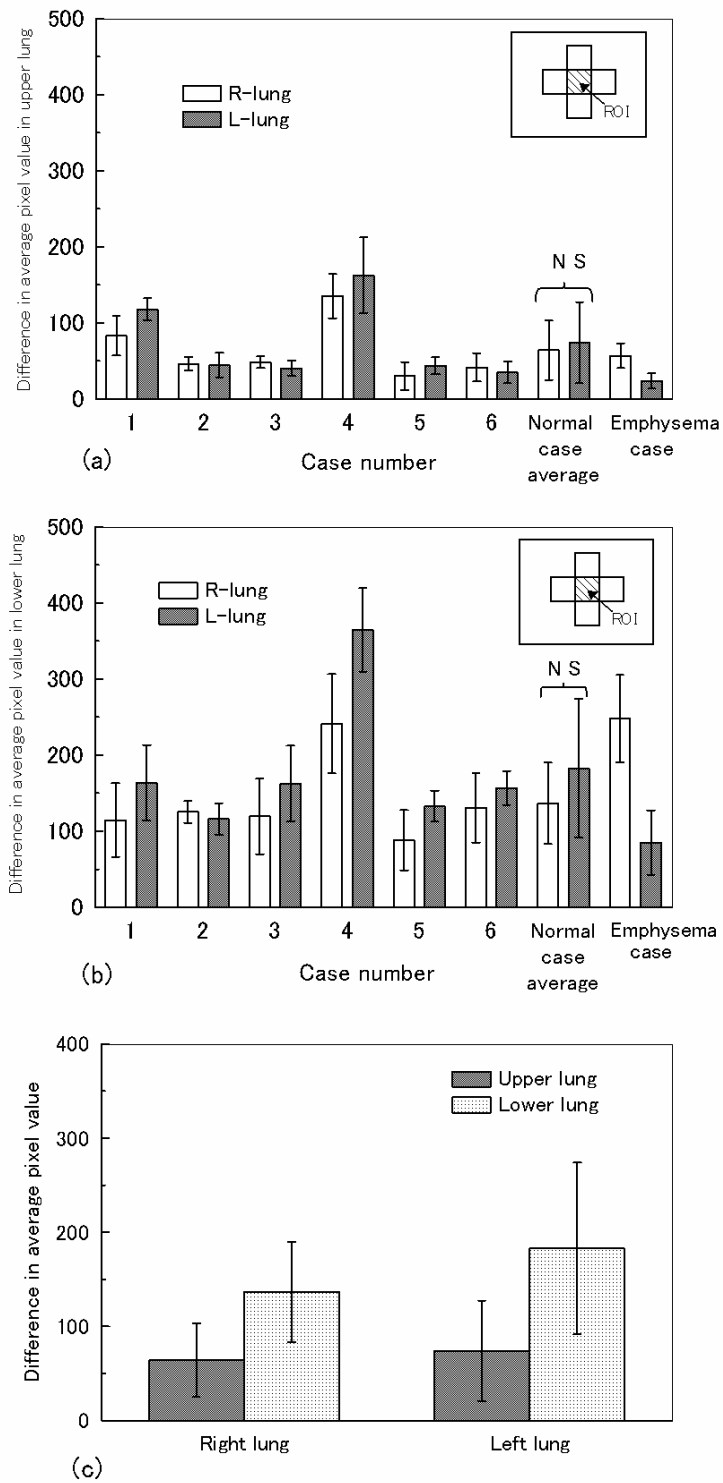 Difference in average pixel value in upper lung
500
400
300
200
100
0
R-lung
L-lung
ROI
N S
1 2 3 4 5 6 Normal case average Emphysema case
Case number
(a)
Difference in average pixel value in lower lung
500
400
300
200
100
0
R-lung
L-lung
ROI
N S
1 2 3 4 5 6 Normal case average Emphysema case
Case number
(b)
Difference in average pixel value
400
300
200
100
0
Upper lung
Lower lung
Right lung Left lung
(c)